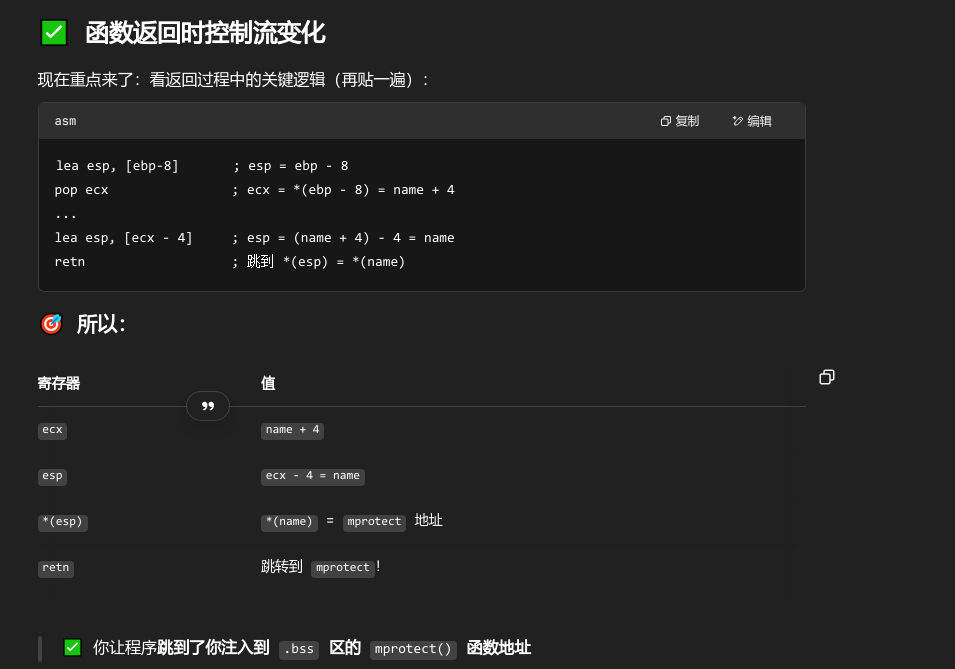 ✅ 函数返回时控制流变化
现在重点来了：看返回过程中的关键逻辑（再贴一遍）：
asm 复制 编辑
lea esp, [ebp-8] ; esp = ebp - 8
pop ecx ; ecx = *(ebp - 8) = name + 4
...
lea esp, [ecx - 4] ; esp = (name + 4) - 4 = name
retn ; 跳到 *(esp) = *(name)
🎯 所以：
寄存器 值
ecx name + 4
esp ecx - 4 = name
*(esp) *(name) = mprotect 地址
retn 跳转到 mprotect！
✅ 你让程序跳到了你注入到 .bss 区的 mprotect() 函数地址